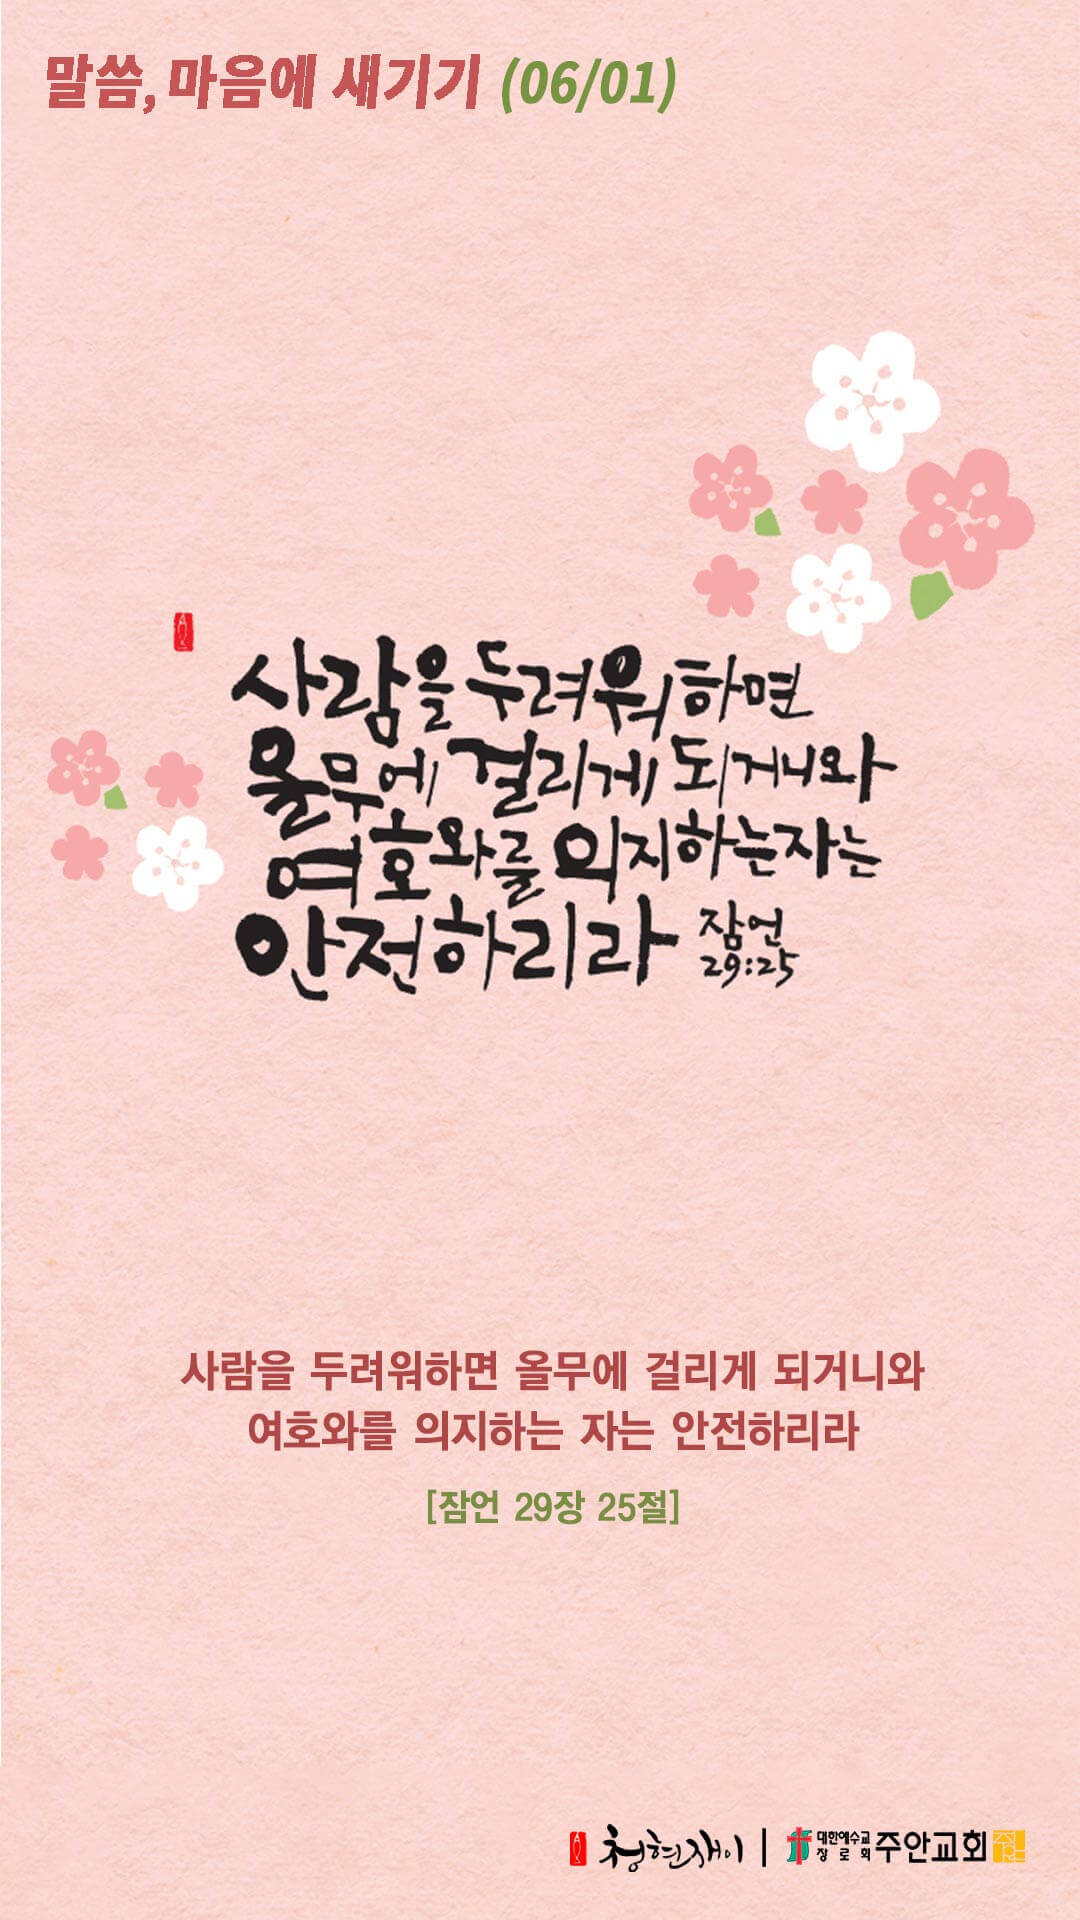 말씀, 마음에 새기기 (06/01)
사람을 두려워하면
올무에 걸리게 되거니와
여호와를 의지하는자는
안전하리라 잠언
29:25
사람을 두려워하면 올무에 걸리게 되거니와
여호와를 의지하는 자는 안전하리라
[잠언 29장 25절]
청현재이 | 대한예수교
장로회 주안교회